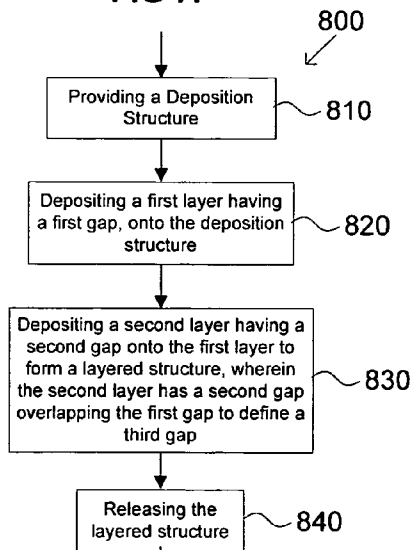 800
Providing a Deposition
Structure
810
Depositing a first layer having
a first gap, onto the deposition
structure
820
Depositing a second layer having a
second gap onto the first layer to
form a layered structure, wherein
the second layer has a second gap
overlapping the first gap to define a
third gap
830
Releasing the
layered structure
840